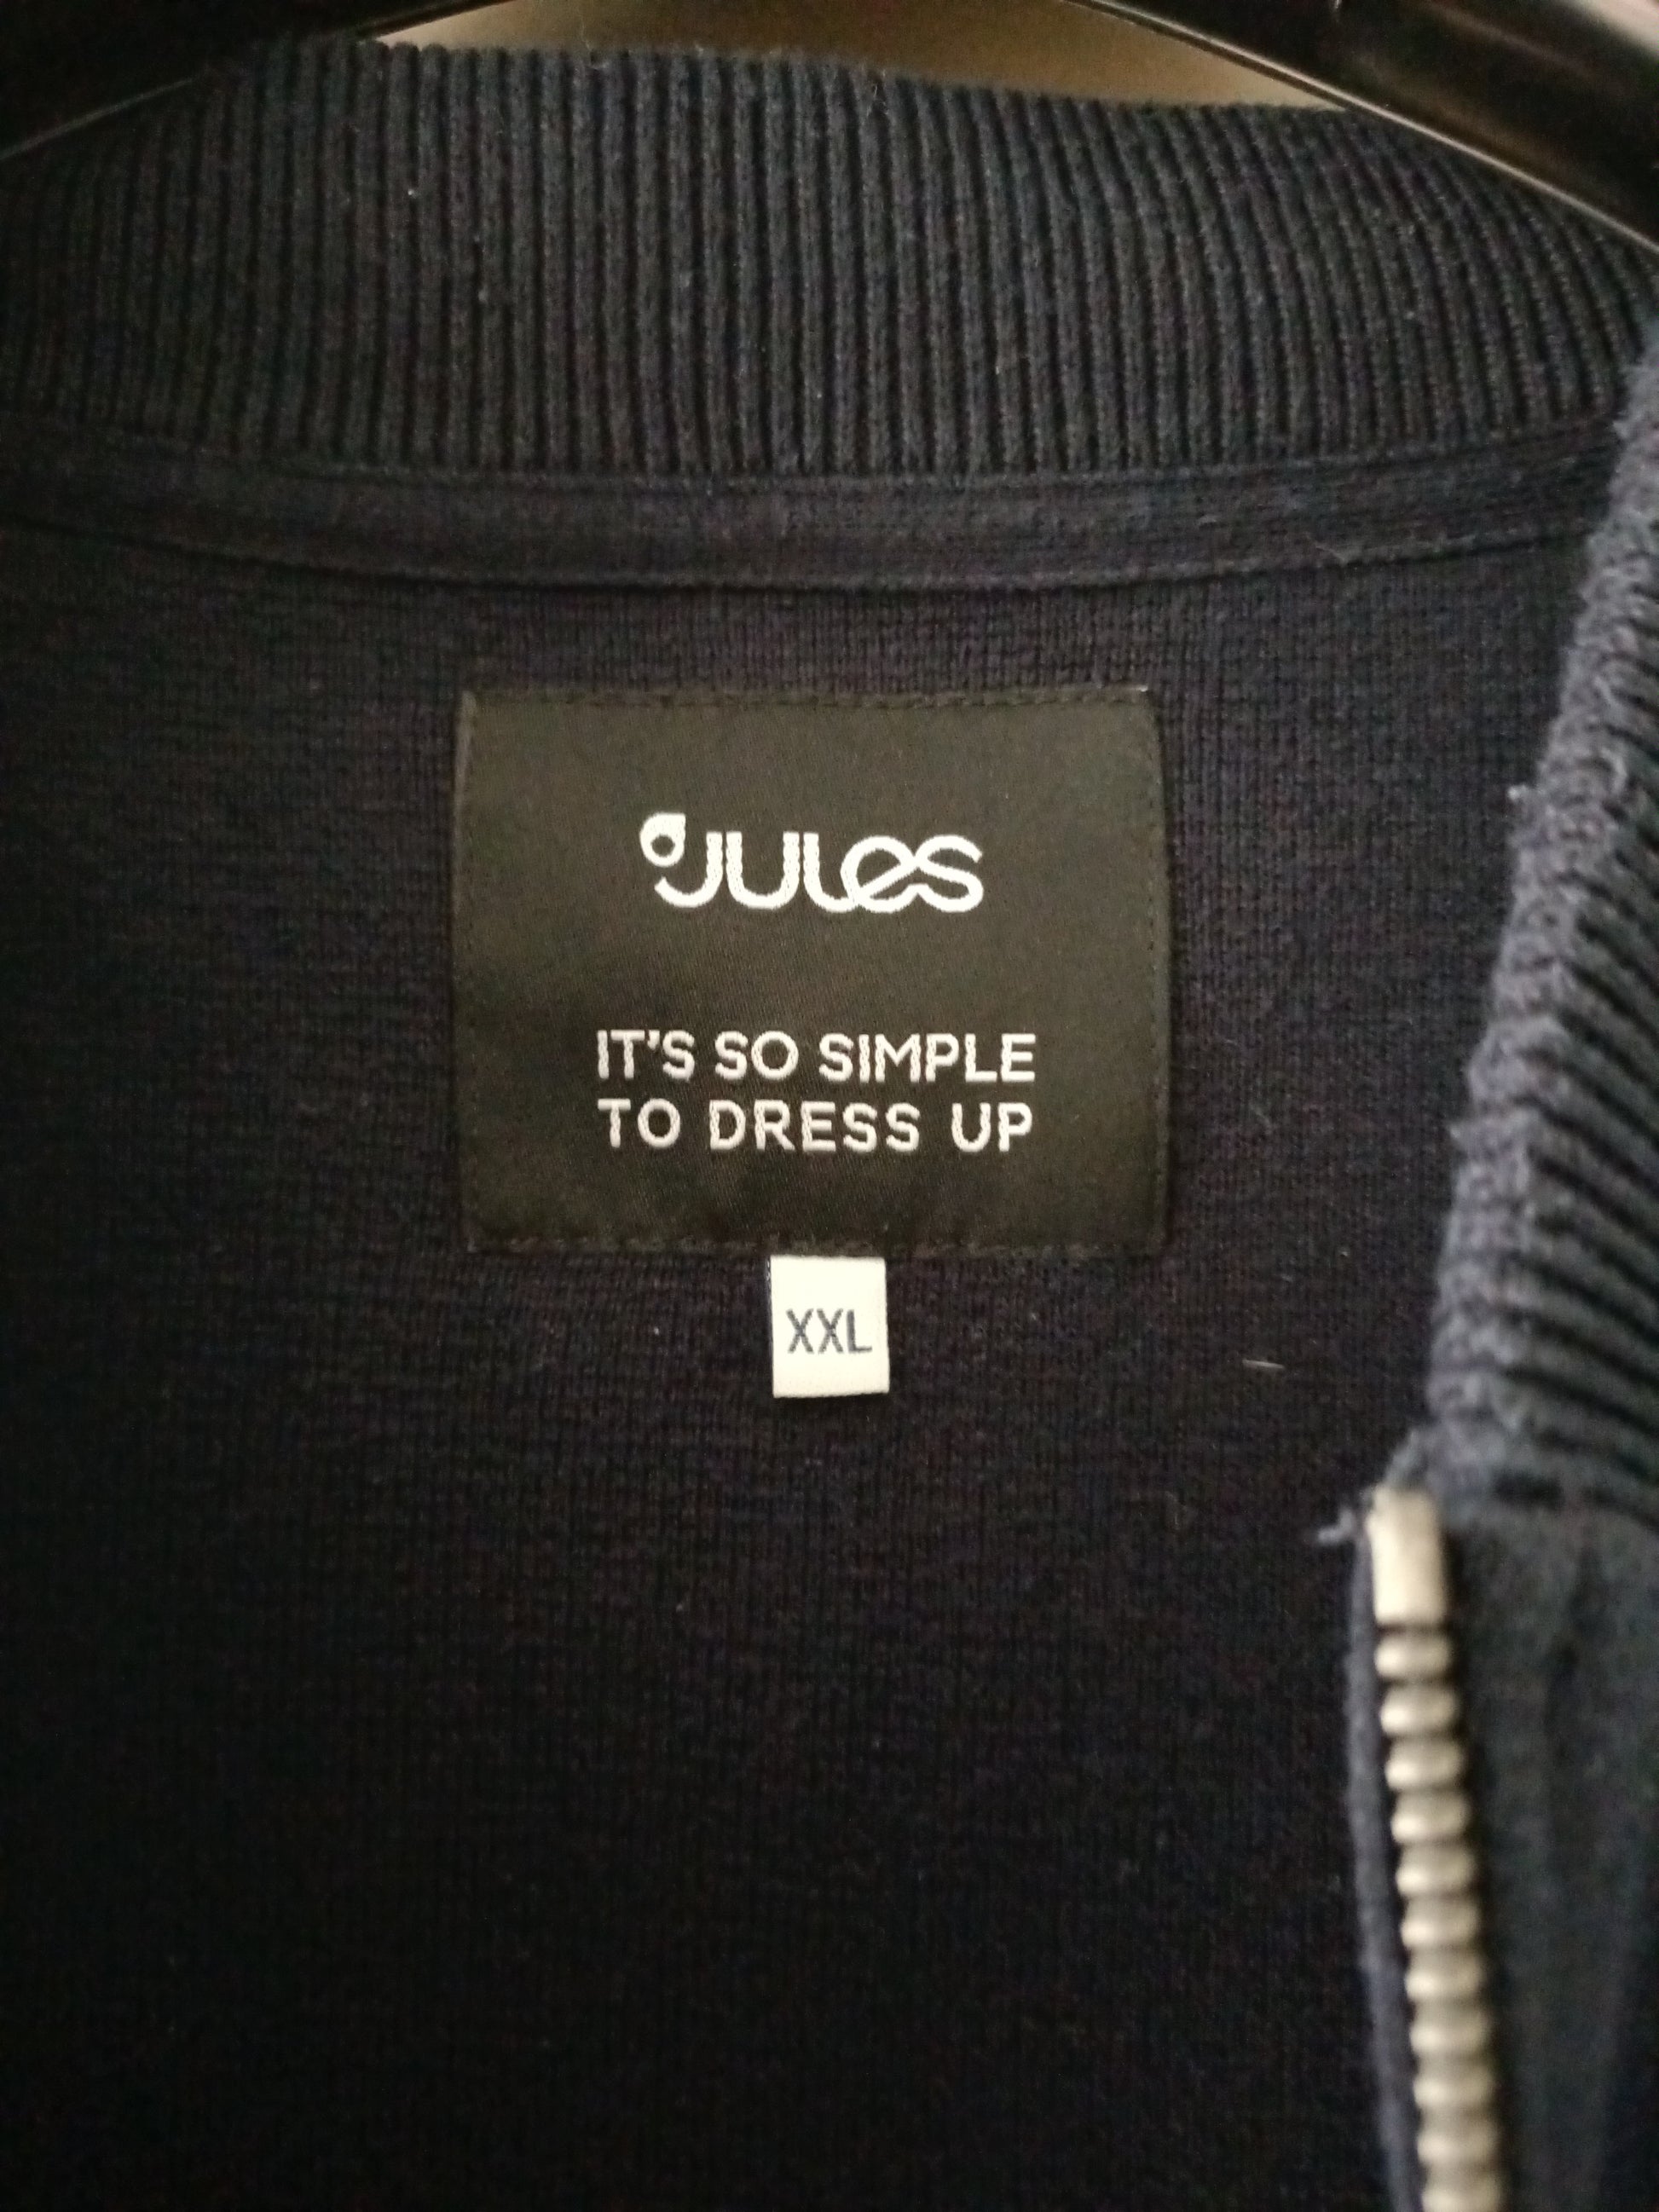 JULES
IT'S SO SIMPLE
TO DRESS UP
XXL